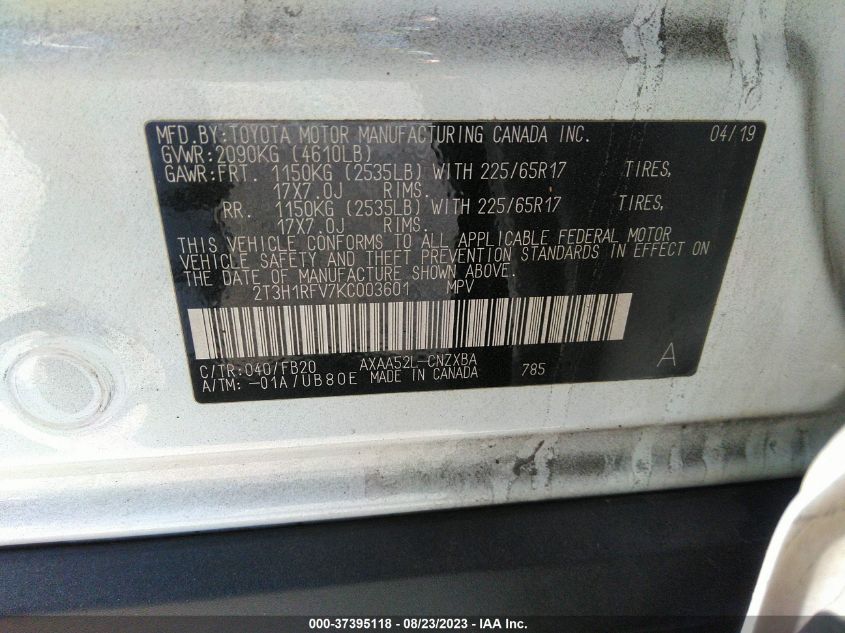 MFD.BY:TOYOTA MOTOR MANUFACTURING CANADA INC. 04/19
GVWR:2090KG (4610LB)
GAWR:FRT. 1150KG (2535LB) WITH 225/65R17 TIRES,
17X7.0J RIMS.
RR. 1150KG (2535LB) WITH 225/65R17 TIRES,
17X7.0J RIMS.
THIS VEHICLE CONFORMS TO ALL APPLICABLE FEDERAL MOTOR
VEHICLE SAFETY AND THEFT PREVENTION STANDARDS IN EFFECT ON
THE DATE OF MANUFACTURE SHOWN ABOVE.
2T3H1RFV7KC003601 MPV
C/TR:040/FB20 AXAA52L-CNZXBA A
A/TM:-01A/UB80E MADE IN CANADA 785
000-37395118 - 08/23/2023 - IAA Inc.